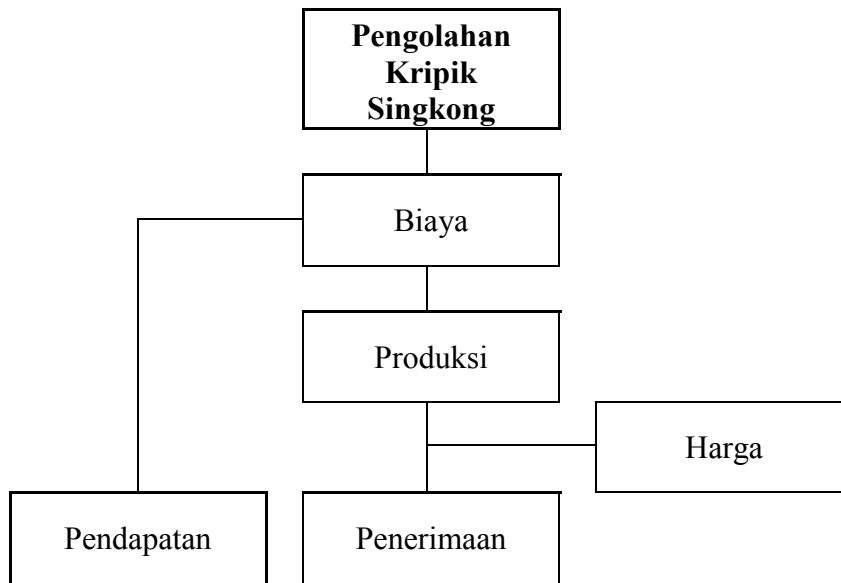 Pengolahan
Kripik
Singkong
Biaya
Produksi
Harga
Pendapatan
Penerimaan